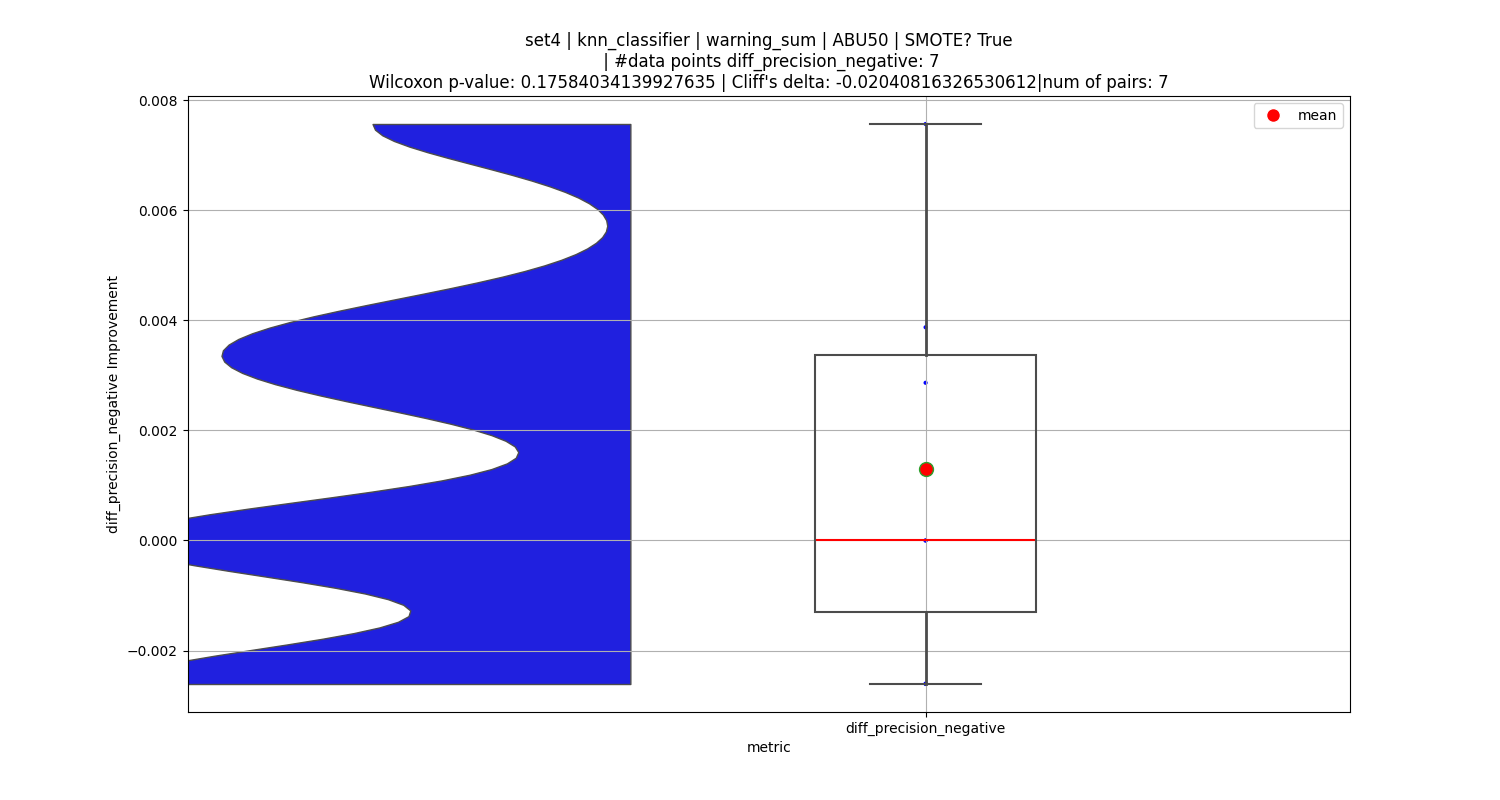 set4 | knn_classifier | warning_sum | ABU50 | SMOTE? True
| #data points diff_precision_negative: 7
Wilcoxon p-value: 0.17584034139927635 | Cliff's delta: -0.02040816326530612|num of pairs: 7
mean
0.008
0.006
0.004
0.002
0.000
−0.002
diff_precision_negative Improvement
diff_precision_negative
metric